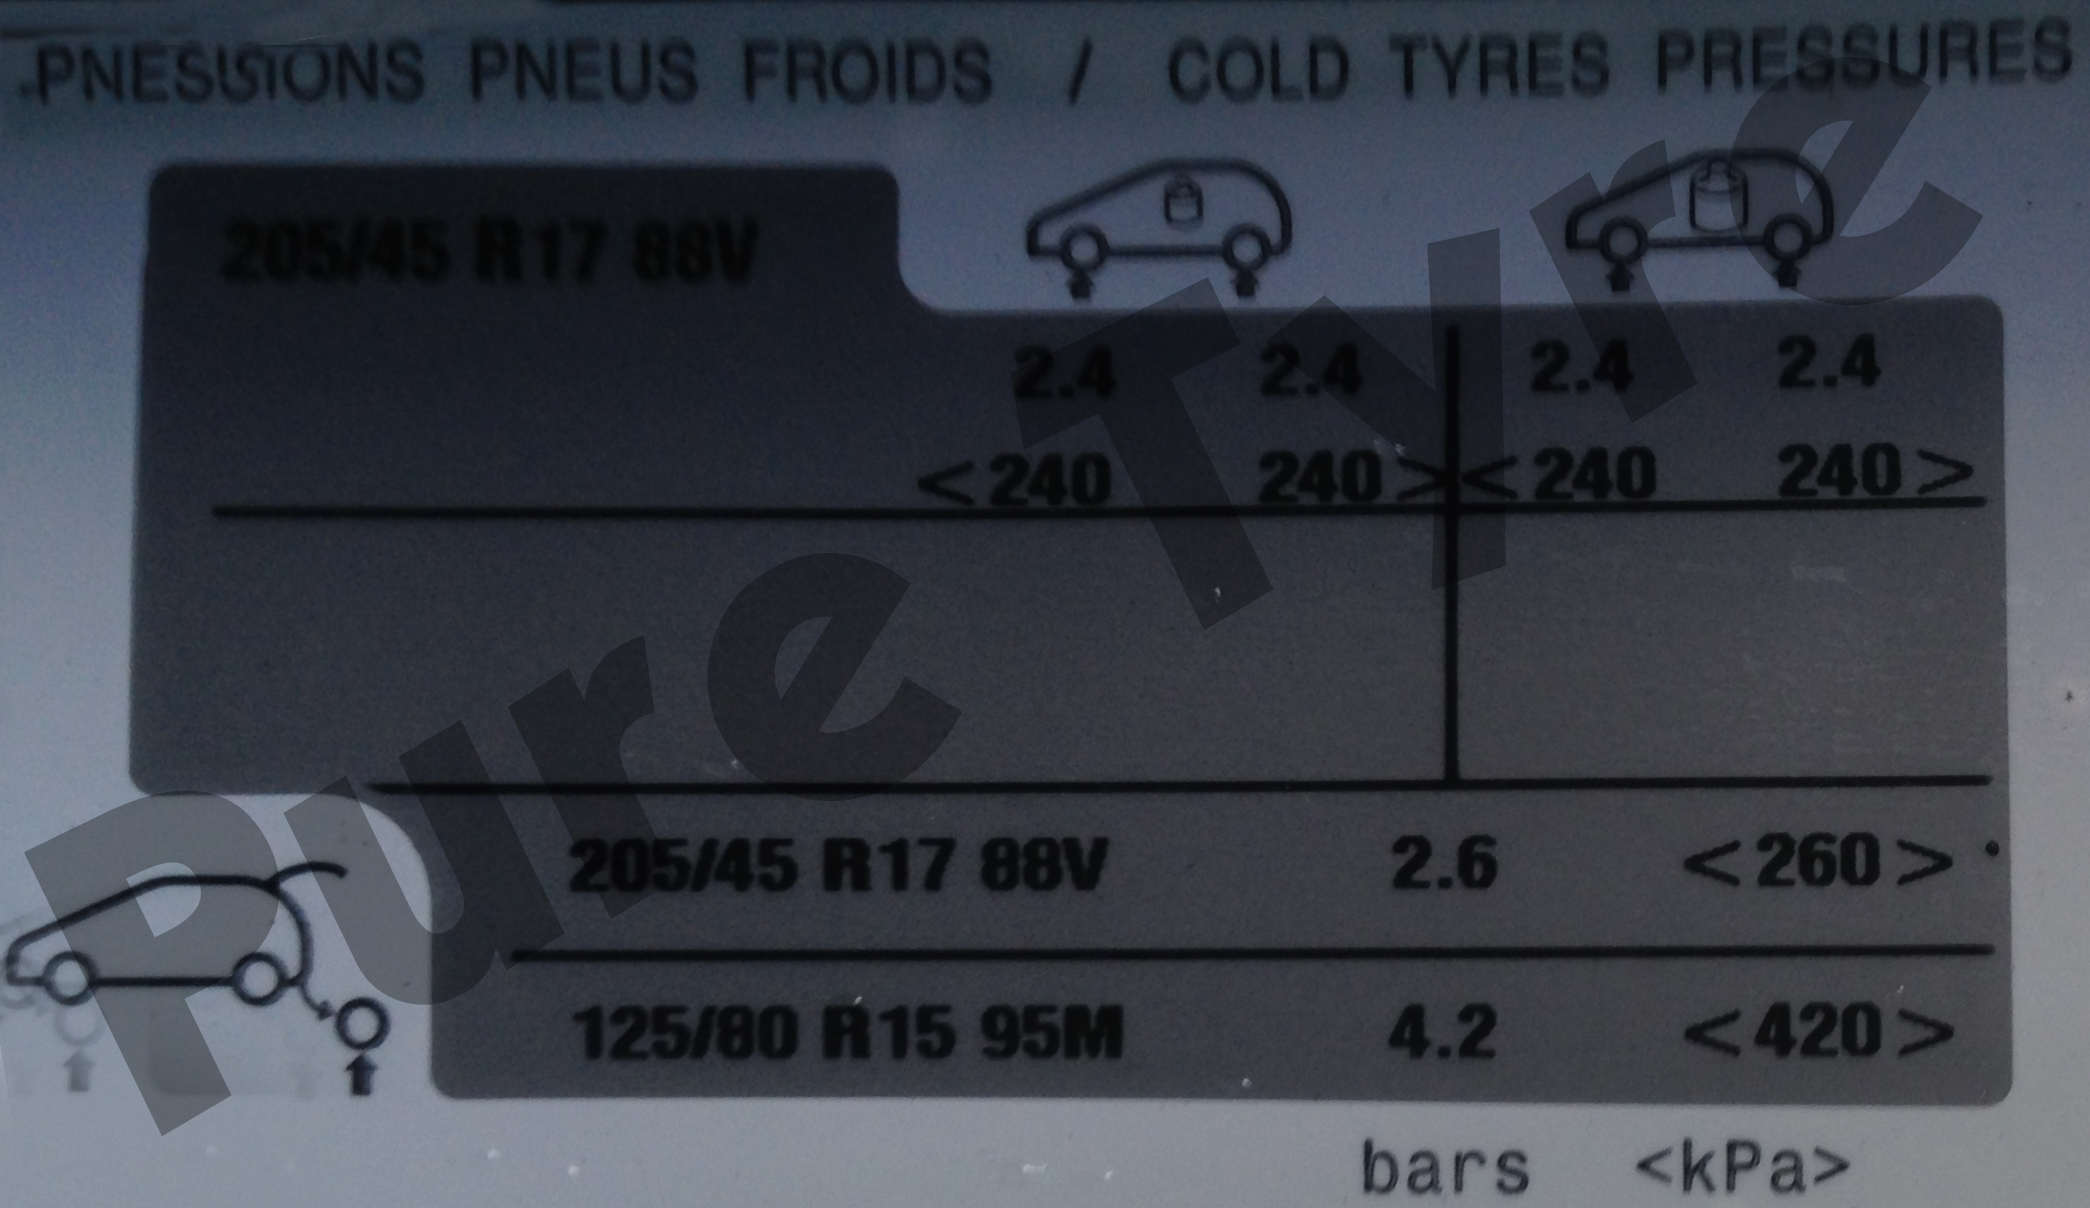 PNESSIONS PNEUS FROIDS / COLD TYRES PRESSURES
205/45 R17 88V
2.4 2.4 2.4 2.4
<240 240> <240 240>
205/45 R17 88V 2.6 <260>
125/80 R15 95M 4.2 <420>
bars <kPa>
Pure Tyre